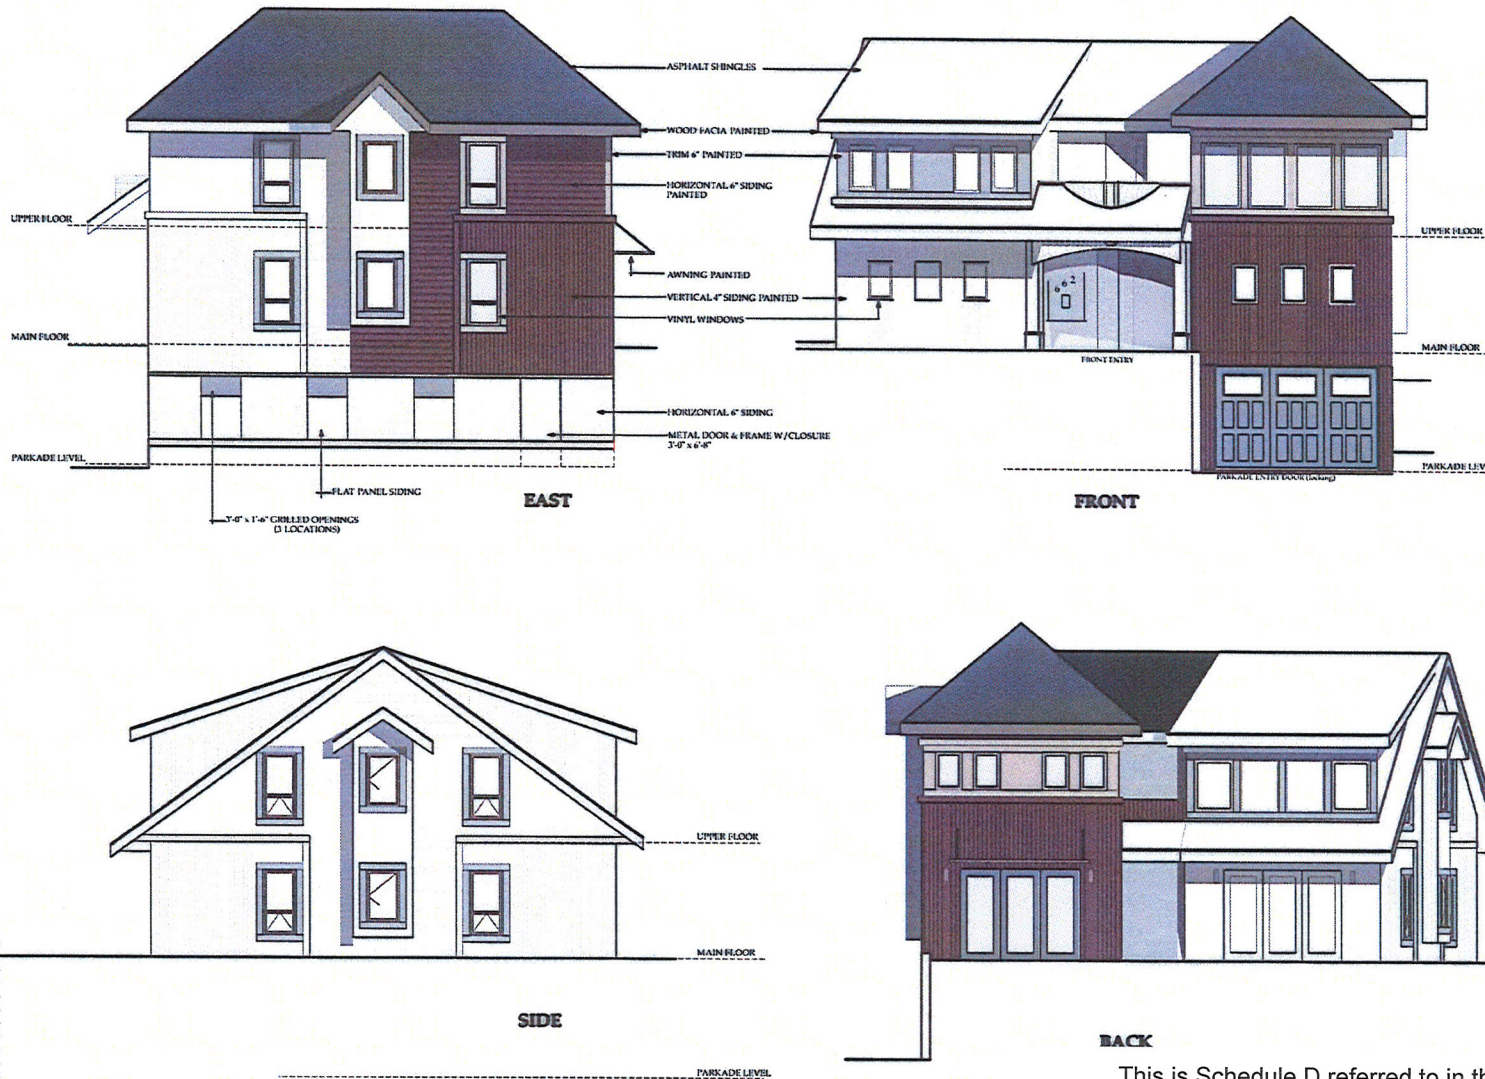 ASPHALT SHINGLES
WOOD FACIA PAINTED
TRIM 6" PAINTED
HORIZONTAL 6" SIDING
PAINTED
UPPER FLOOR
UPPER FLOOR
AWNING PAINTED
VERTICAL 4" SIDING PAINTED
VINYL WINDOWS
662
MAIN FLOOR
MAIN FLOOR
FRONT ENTRY
HORIZONTAL 6" SIDING
METAL DOOR & FRAME W/CLOSURE
3'-0" x 6'-8"
PARKADE LEVEL
PARKADE LEV
PARKADE ENTRY DOOR (locking)
FLAT PANEL SIDING
EAST
FRONT
3'-0" x 1'-6" GRILLED OPENINGS
(3 LOCATIONS)
UPPER FLOOR
MAIN FLOOR
SIDE
BACK
PARKADE LEVEL
This is Schedule D referred to in th